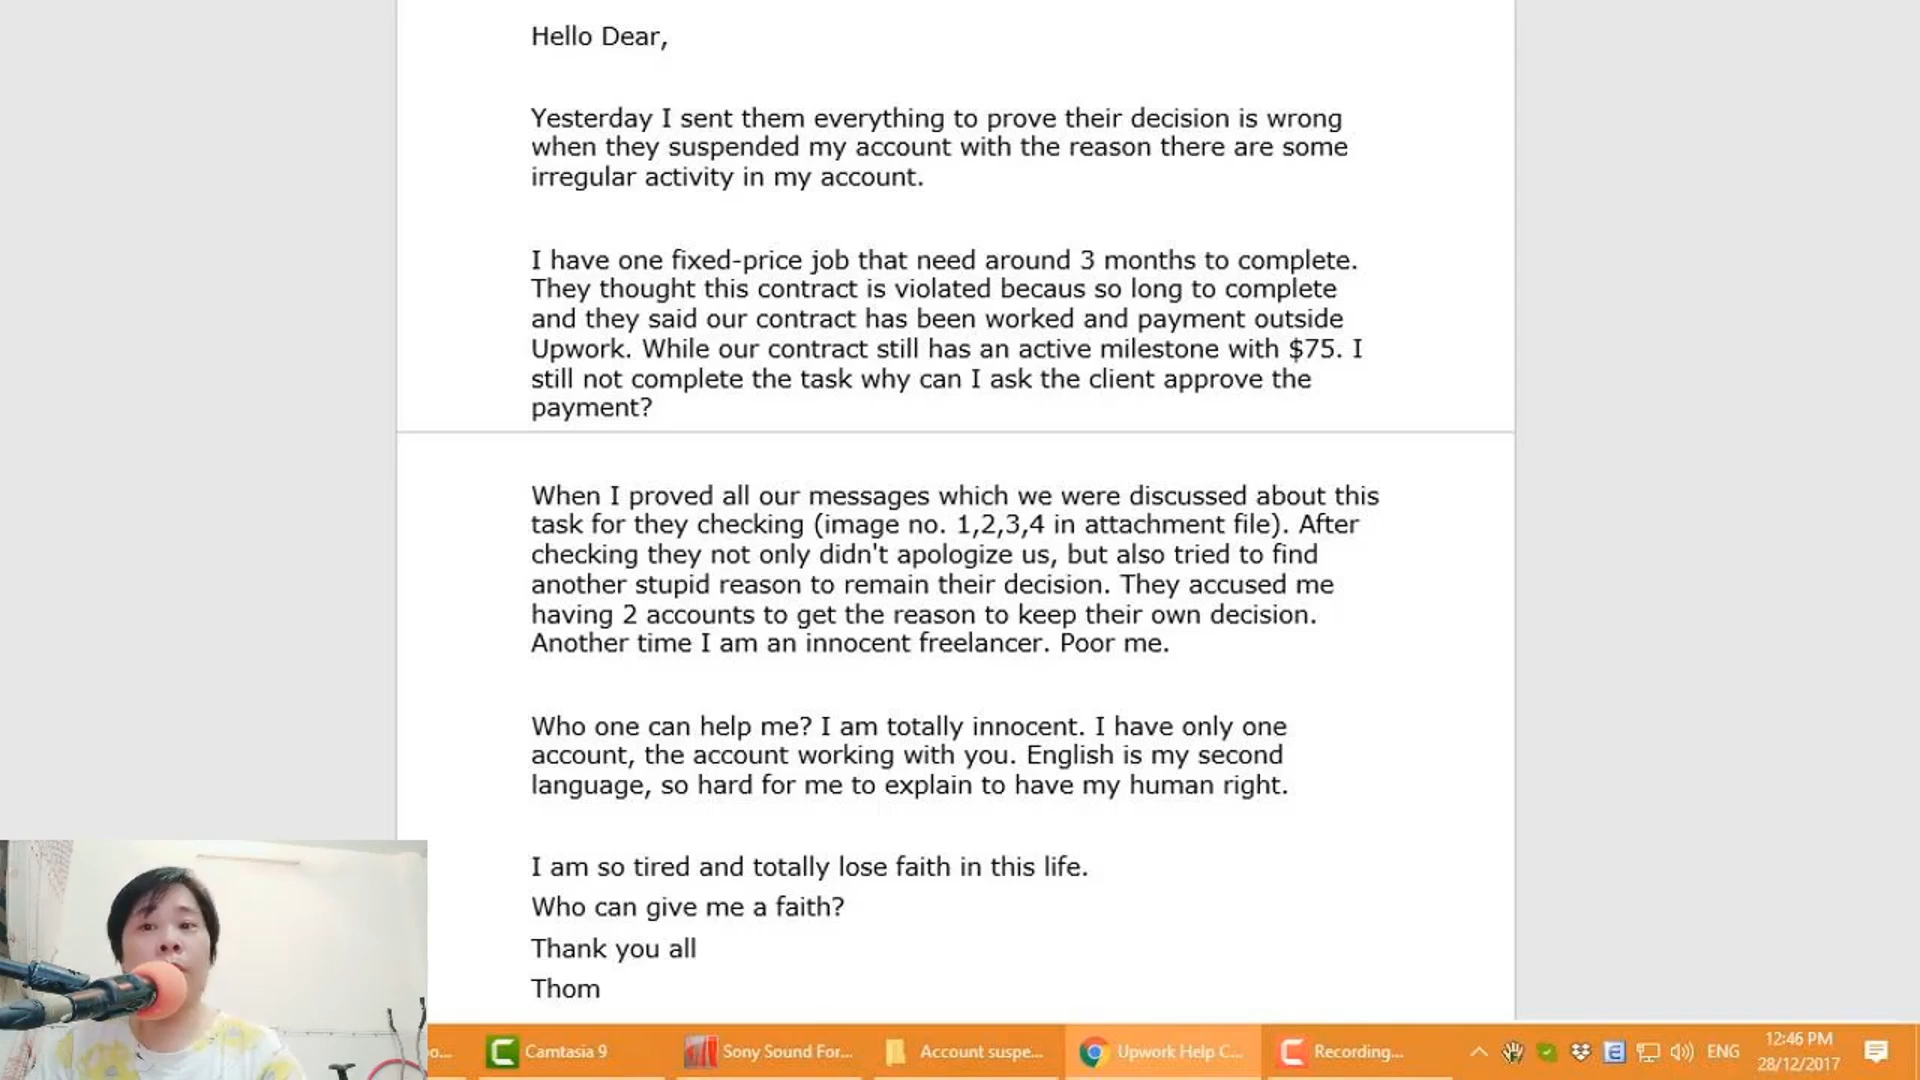 Hello Dear,
Yesterday I sent them everything to prove their decision is wrong
when they suspended my account with the reason there are some
irregular activity in my account.
I have one fixed-price job that need around 3 months to complete.
They thought this contract is violated becaus so long to complete
and they said our contract has been worked and payment outside
Upwork. While our contract still has an active milestone with $75. I
still not complete the task why can I ask the client approve the
payment?
When I proved all our messages which we were discussed about this
task for they checking (image no. 1,2,3,4 in attachment file). After
checking they not only didn't apologize us, but also tried to find
another stupid reason to remain their decision. They accused me
having 2 accounts to get the reason to keep their own decision.
Another time I am an innocent freelancer. Poor me.
Who one can help me? I am totally innocent. I have only one
account, the account working with you. English is my second
language, so hard for me to explain to have my human right.
I am so tired and totally lose faith in this life.
Who can give me a faith?
Thank you all
Thom
oo... Camtasia 9 Sony Sound For... Account suspe... Upwork Help C... Recording... ENG 12:46 PM
28/12/2017